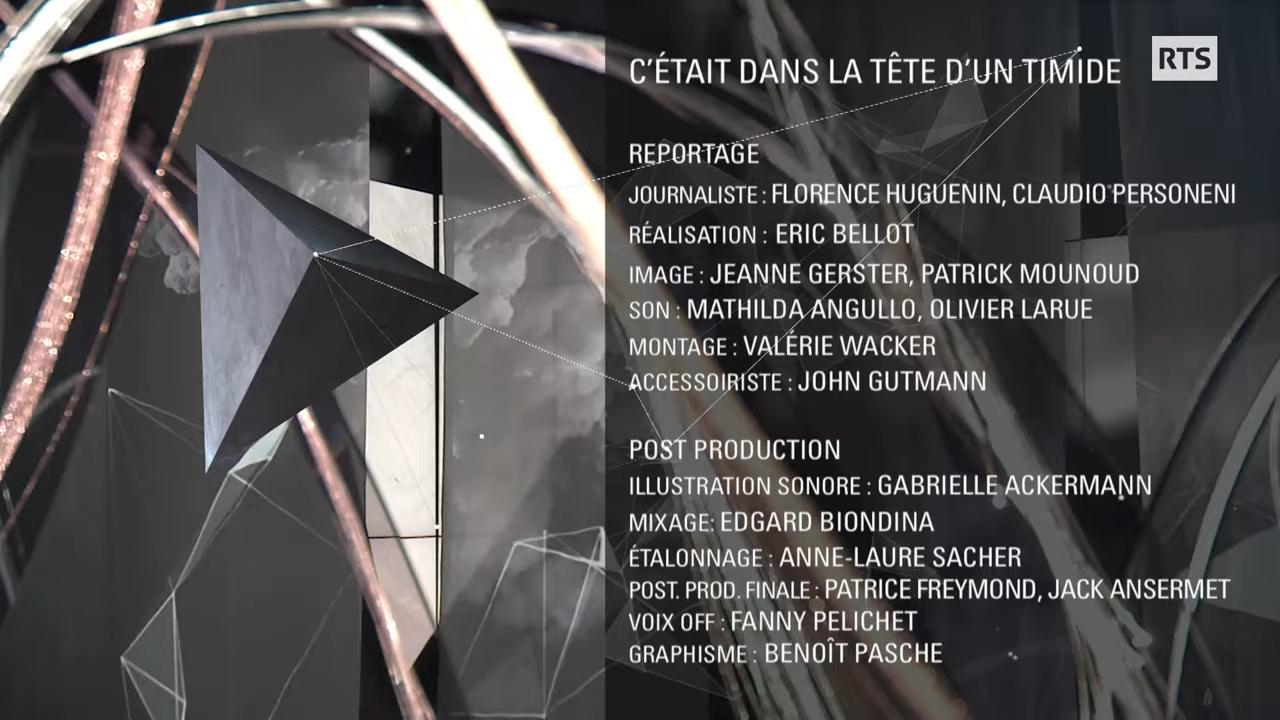 C'ÉTAIT DANS LA TÊTE D'UN TIMIDE
RTS
REPORTAGE
JOURNALISTE : FLORENCE HUGUENIN, CLAUDIO PERSONENI
RÉALISATION : ERIC BELLOT
IMAGE : JEANNE GERSTER, PATRICK MOUNOUD
SON : MATHILDA ANGULLO, OLIVIER LARUE
MONTAGE : VALÉRIE WACKER
ACCESSOIRISTE : JOHN GUTMANN
POST PRODUCTION
ILLUSTRATION SONORE : GABRIELLE ACKERMANN
MIXAGE: EDGARD BIONDINA
ÉTALONNAGE : ANNE-LAURE SACHER
POST. PROD. FINALE : PATRICE FREYMOND, JACK ANSERMET
VOIX OFF : FANNY PELICHET
GRAPHISME : BENOÎT PASCHE